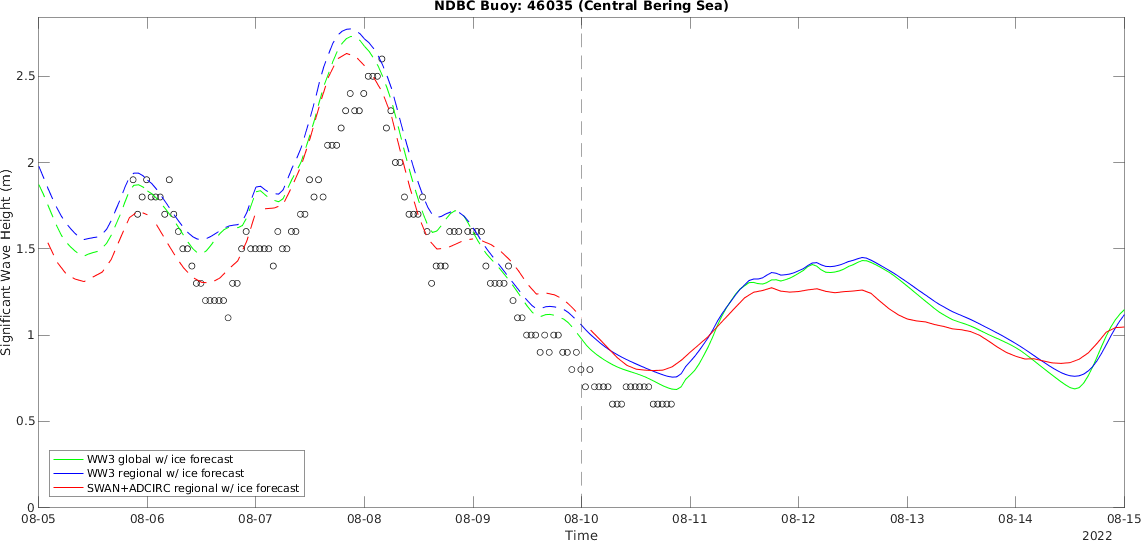 NDBC Buoy: 46035 (Central Bering Sea)
Significant Wave Height (m)
2.5
2
1.5
1
0.5
0
WW3 global w/ ice forecast
WW3 regional w/ ice forecast
SWAN+ADCIRC regional w/ ice forecast
08-05 08-06 08-07 08-08 08-09 08-10 08-11 08-12 08-13 08-14 08-15
Time
2022